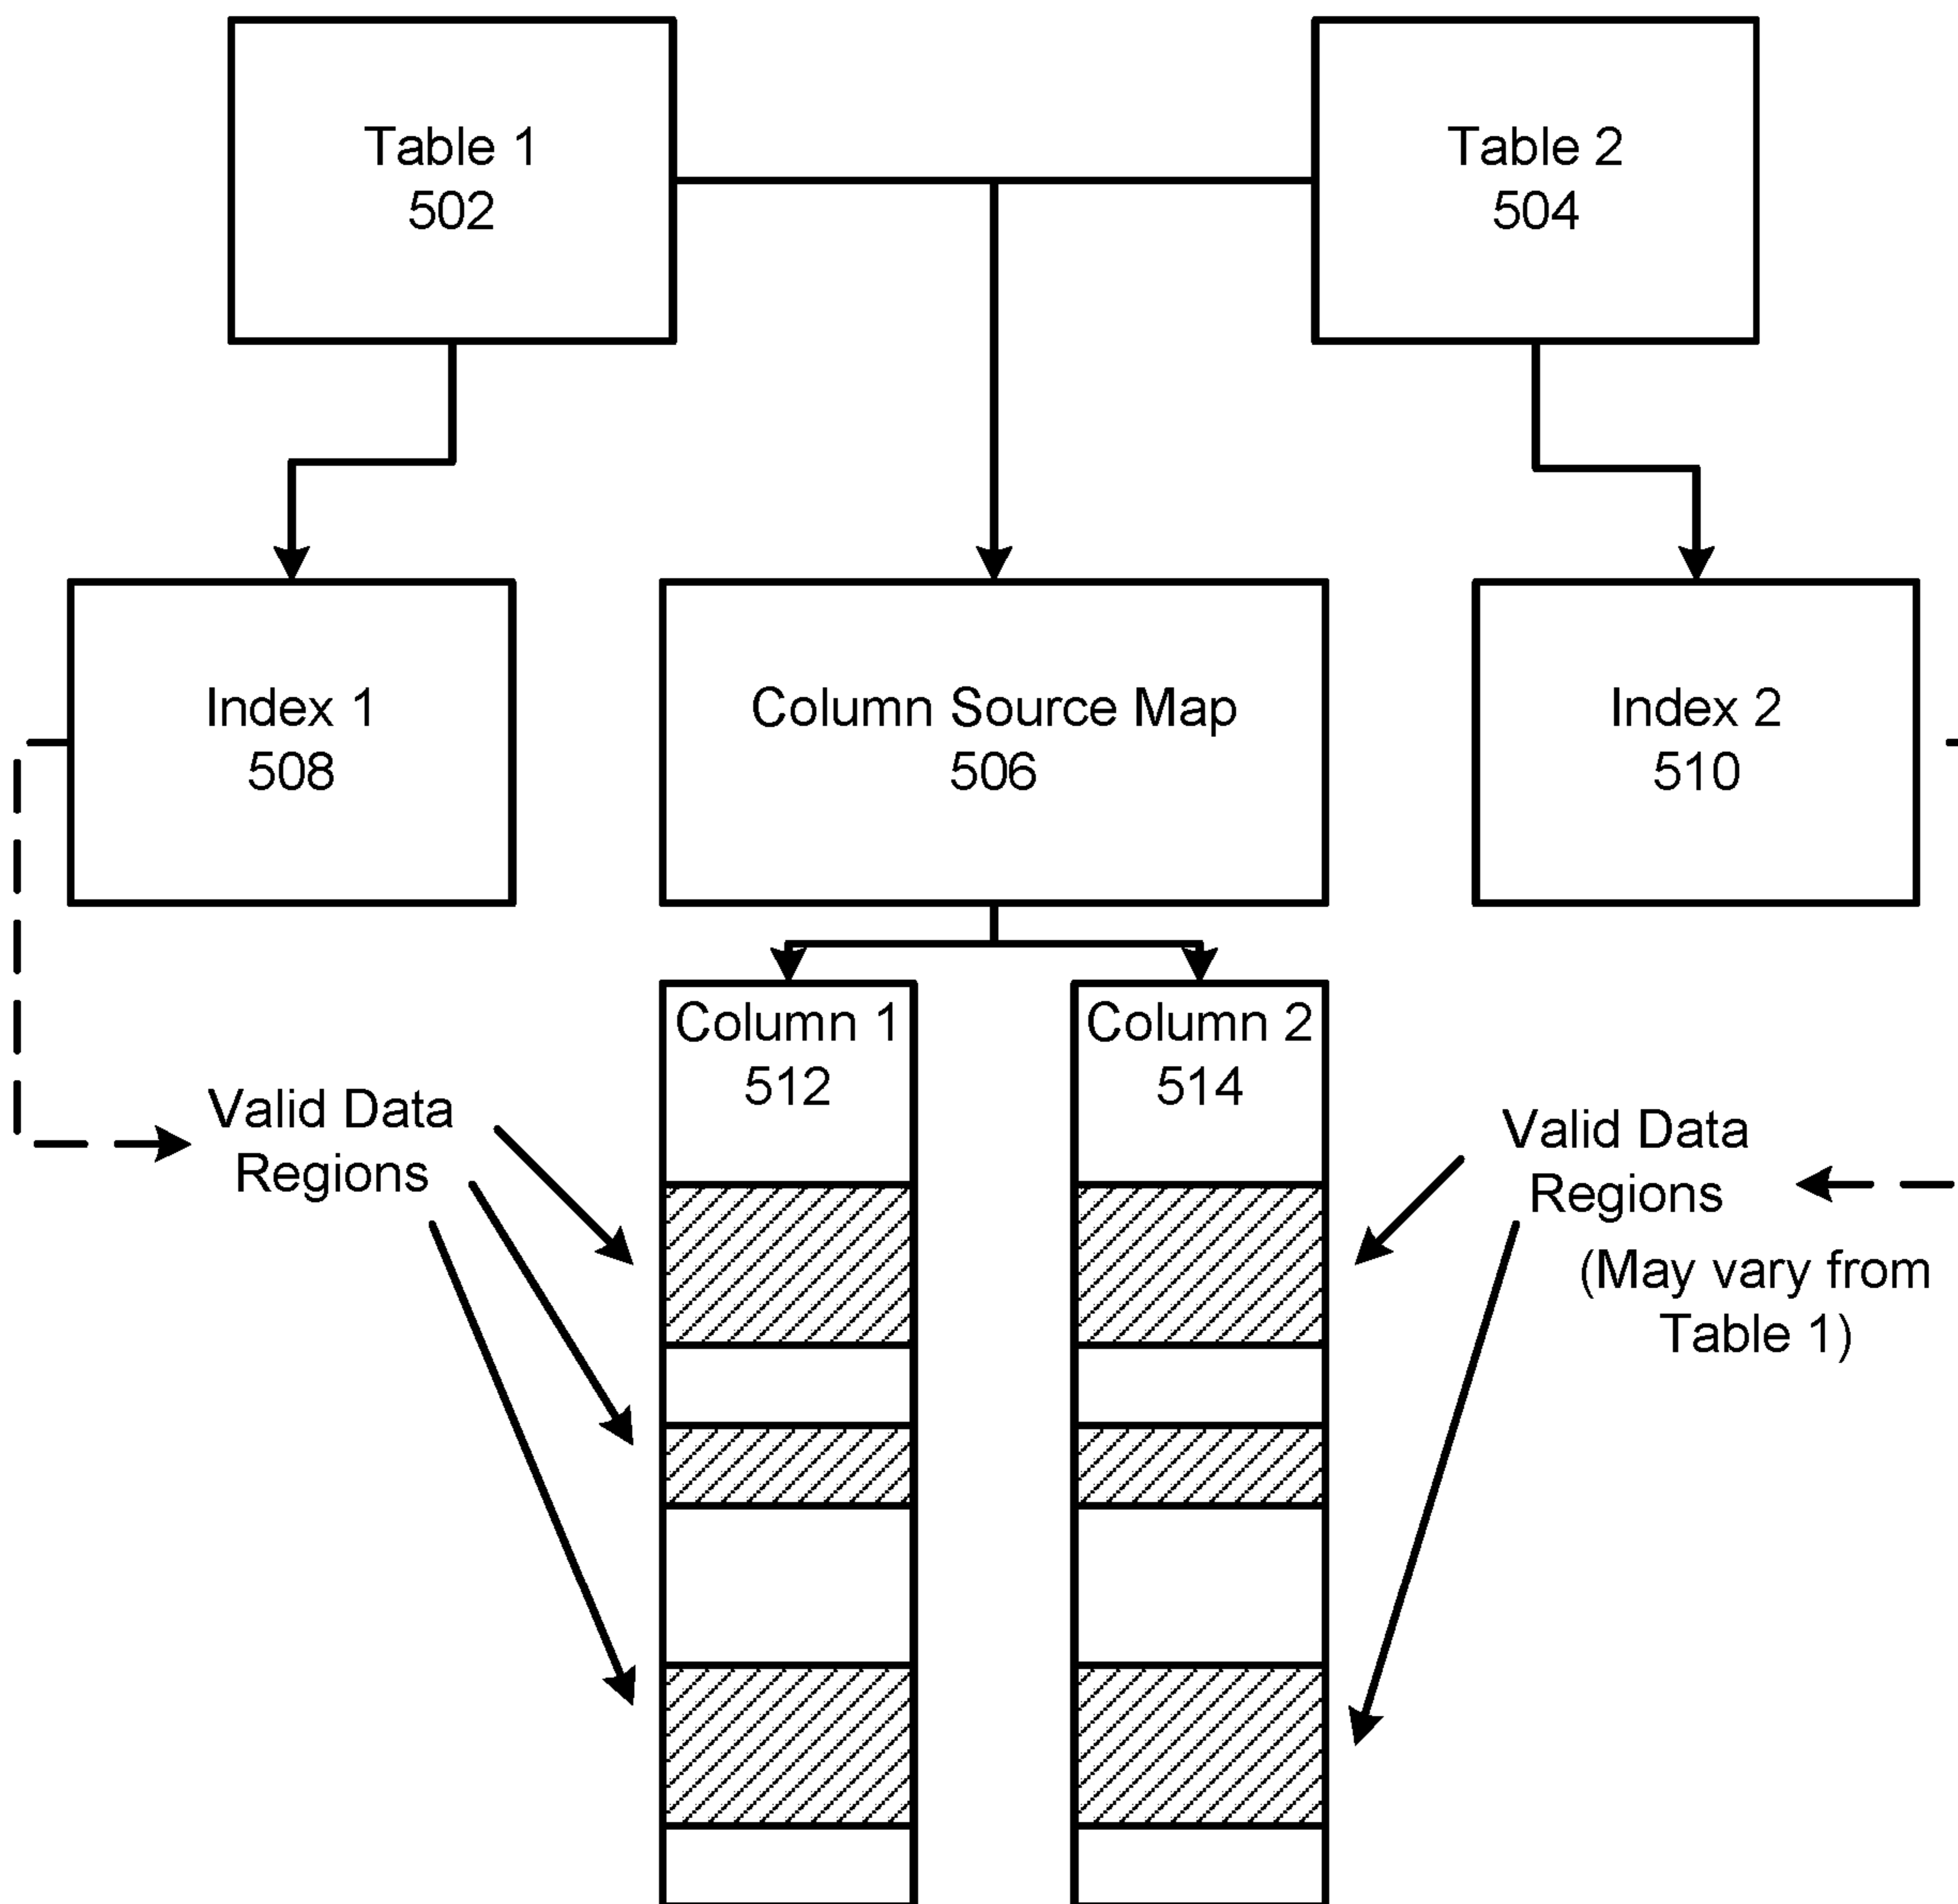 Table 1
502
Table 2
504
Index 1
508
Column Source Map
506
Index 2
510
Column 1
512
Column 2
514
Valid Data
Regions
Valid Data
Regions
(May vary from
Table 1)